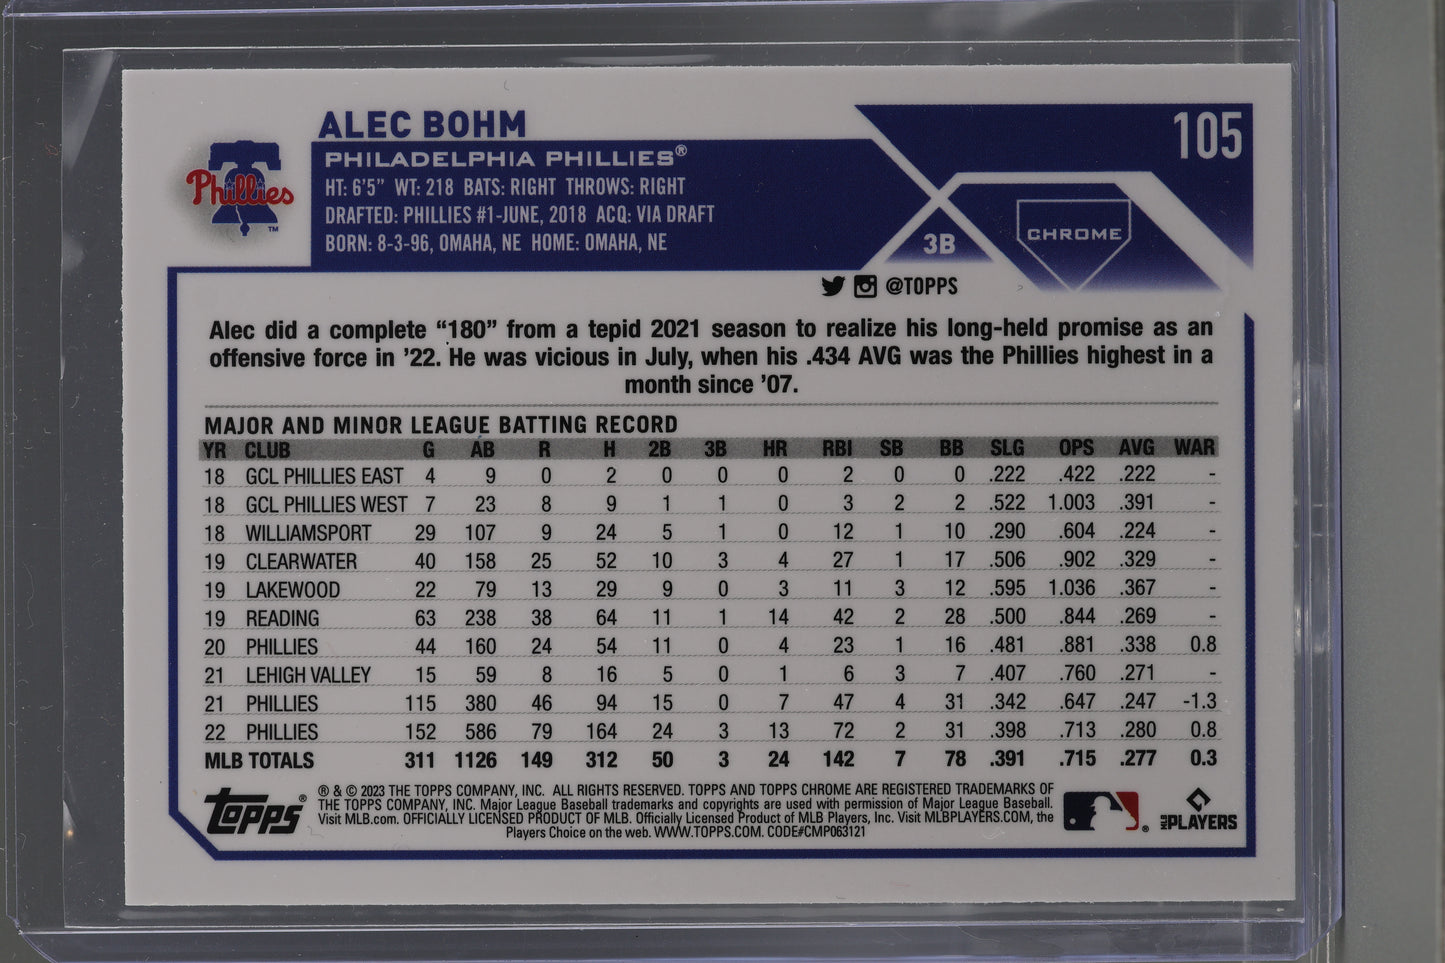 ALEC BOHM
105
PHILADELPHIA PHILLIES®
Phillies
TM
HT: 6'5" WT: 218 BATS: RIGHT THROWS: RIGHT
DRAFTED: PHILLIES #1-JUNE, 2018 ACQ: VIA DRAFT
BORN: 8-3-96, OMAHA, NE HOME: OMAHA, NE
3B
CHROME
@TOPPS
Alec did a complete “180” from a tepid 2021 season to realize his long-held promise as an
offensive force in ’22. He was vicious in July, when his .434 AVG was the Phillies highest in a
month since ’07.
MAJOR AND MINOR LEAGUE BATTING RECORD
YR CLUB G AB R H 2B 3B HR RBI SB BB SLG OPS AVG WAR
18 GCL PHILLIES EAST 4 9 0 2 0 0 0 2 0 0 .222 .422 .222 -
18 GCL PHILLIES WEST 7 23 8 9 1 1 0 3 2 2 .522 1.003 .391 -
18 WILLIAMSPORT 29 107 9 24 5 1 0 12 1 10 .290 .604 .224 -
19 CLEARWATER 40 158 25 52 10 3 4 27 1 17 .506 .902 .329 -
19 LAKEWOOD 22 79 13 29 9 0 3 11 3 12 .595 1.036 .367 -
19 READING 63 238 38 64 11 1 14 42 2 28 .500 .844 .269 -
20 PHILLIES 44 160 24 54 11 0 4 23 1 16 .481 .881 .338 0.8
21 LEHIGH VALLEY 15 59 8 16 5 0 1 6 3 7 .407 .760 .271 -
21 PHILLIES 115 380 46 94 15 0 7 47 4 31 .342 .647 .247 -1.3
22 PHILLIES 152 586 79 164 24 3 13 72 2 31 .398 .713 .280 0.8
MLB TOTALS 311 1126 149 312 50 3 24 142 7 78 .391 .715 .277 0.3
topps®
® & © 2023 THE TOPPS COMPANY, INC. ALL RIGHTS RESERVED. TOPPS AND TOPPS CHROME ARE REGISTERED TRADEMARKS OF
THE TOPPS COMPANY, INC. Major League Baseball trademarks and copyrights are used with permission of Major League Baseball.
Visit MLB.com. OFFICIALLY LICENSED PRODUCT OF MLB. Officially Licensed Product of MLB Players, Inc. Visit MLBPLAYERS.COM, the
Players Choice on the web. WWW.TOPPS.COM. CODE#CMP063121
®
MLB PLAYERS